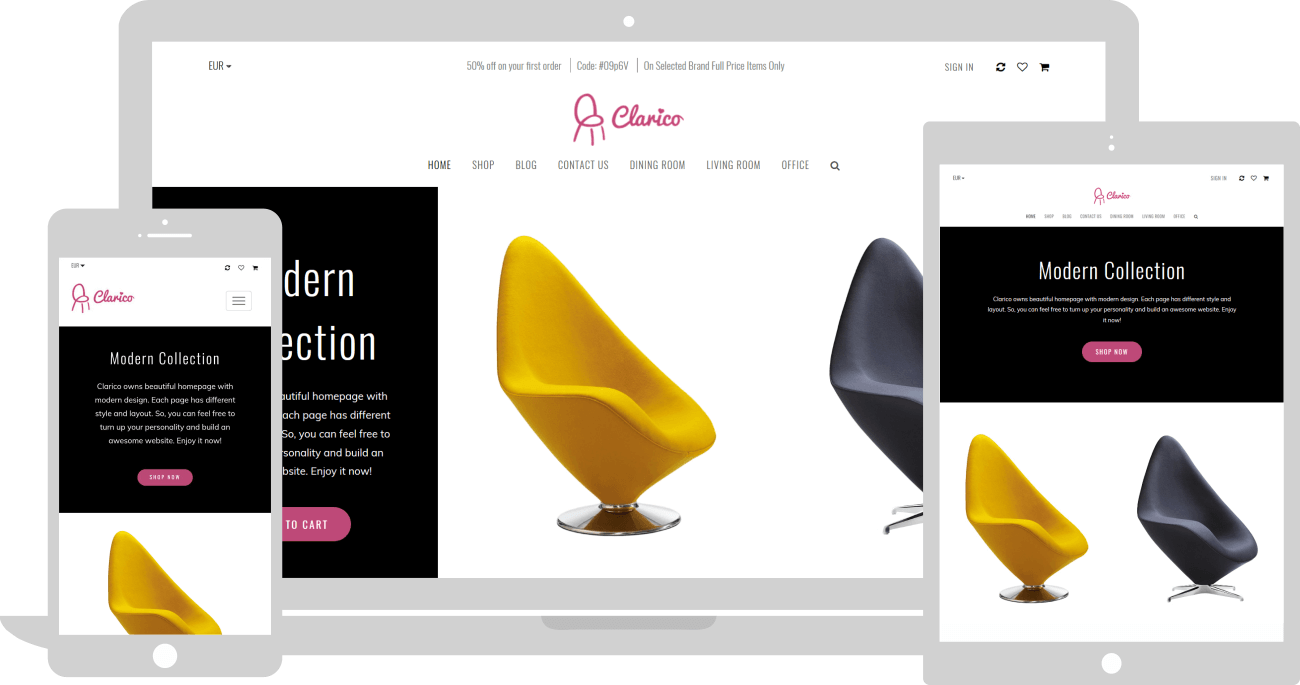 EUR
50% off on your first order
Code: #09p6V
On Selected Brand Full Price Items Only
SIGN IN
Clarico
HOME SHOP BLOG CONTACT US DINING ROOM LIVING ROOM OFFICE
dern
ection
autiful homepage with
ach page has different
So, you can feel free to
rsonality and build an
bsite. Enjoy it now!
TO CART
EUR
Clarico
Modern Collection
Clarico owns beautiful homepage with
modern design. Each page has different
style and layout. So, you can feel free to
turn up your personality and build an
awesome website. Enjoy it now!
SHOP NOW
EUR
SIGN IN
Clarico
HOME SHOP BLOG CONTACT US DINING ROOM LIVING ROOM OFFICE
Modern Collection
Clarico owns beautiful homepage with modern design. Each page has different style and
layout. So, you can feel free to turn up your personality and build an awesome website. Enjoy
it now!
SHOP NOW